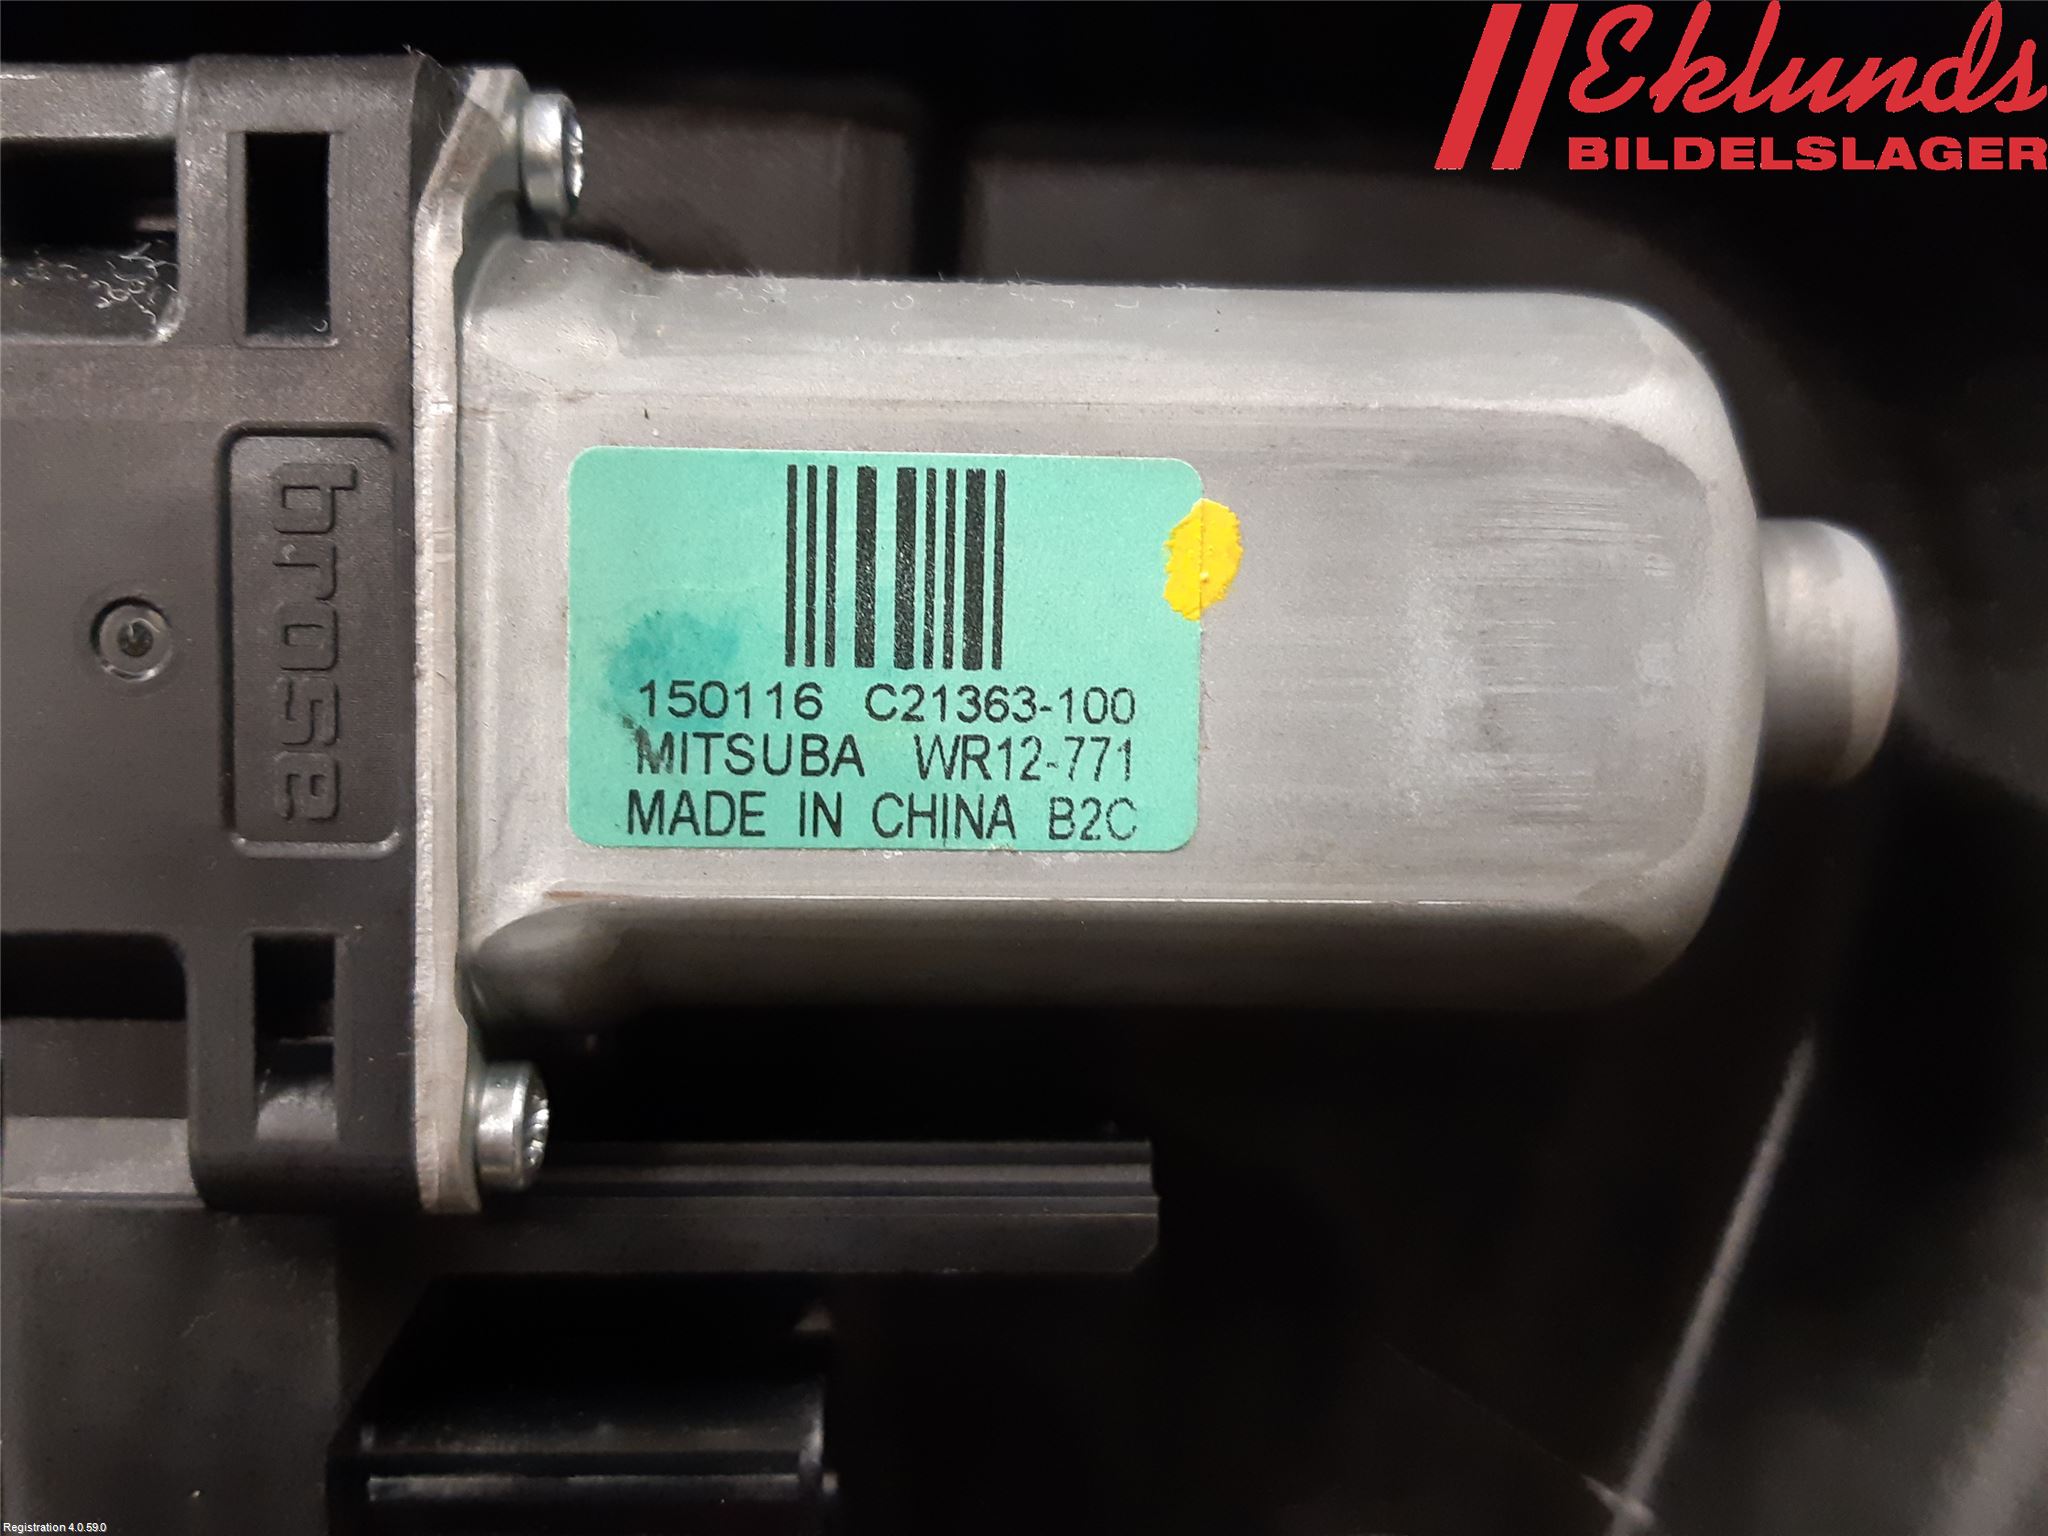 Eklunds
BILDELSLAGER
brose
150116 C21363-100
MITSUBA WR12-771
MADE IN CHINA B2C
Registration 4.0.59.0